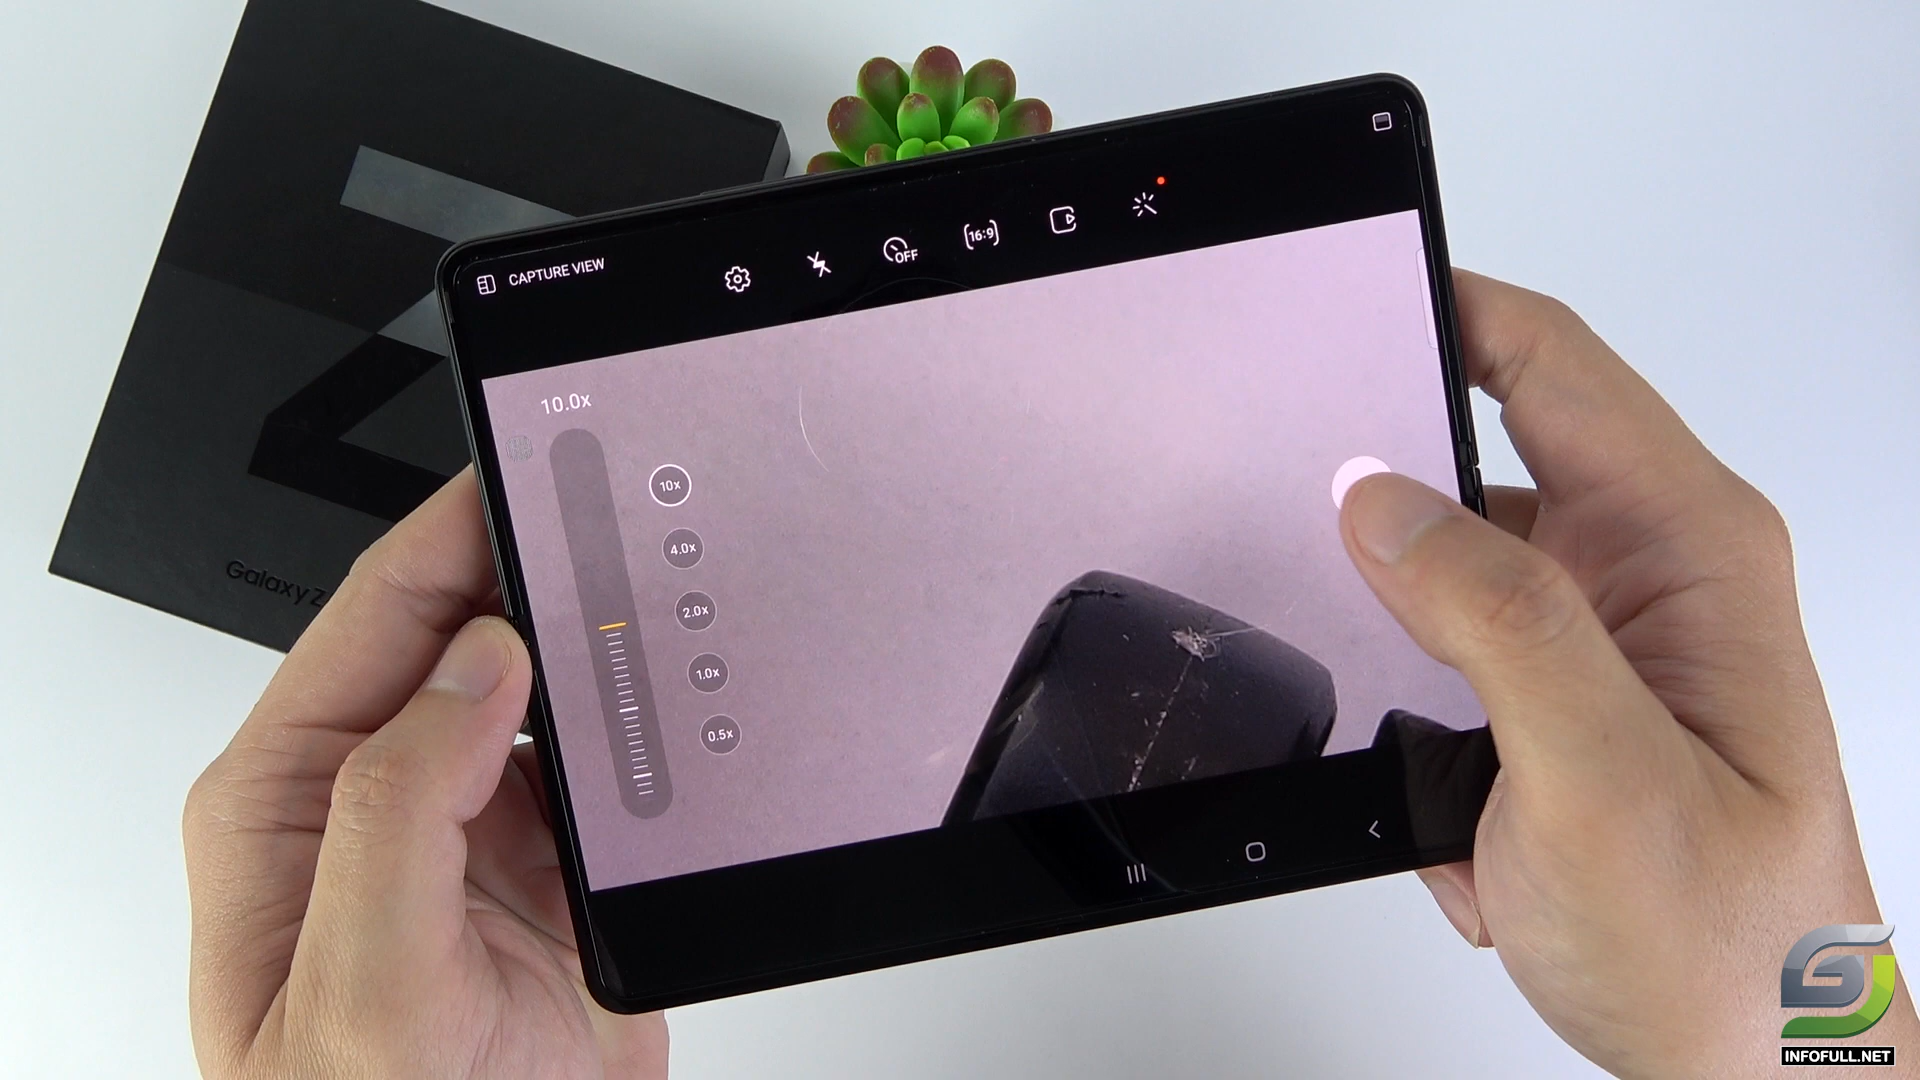 CAPTURE VIEW
OFF
16:9
10.0x
10x
4.0x
2.0x
1.0x
0.5x
Galaxy Z
INFOFULL.NET